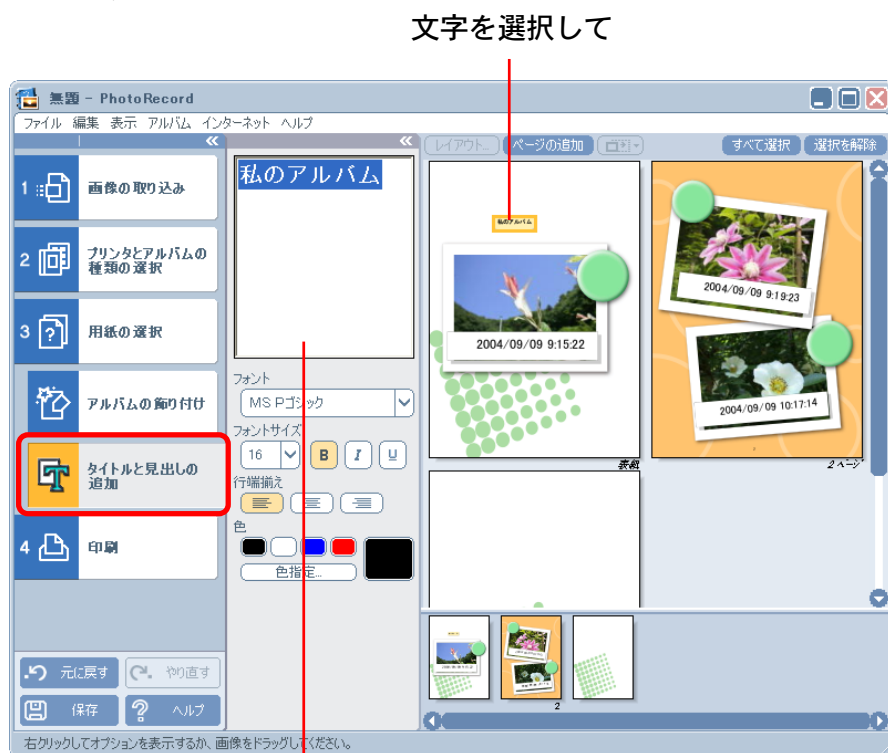 文字を選択して
無題 - PhotoRecord
ファイル 編集 表示 アルバム インターネット ヘルプ
レイアウト...
ページの追加
すべて選択
選択を解除
1 画像の取り込み
2 プリンタとアルバムの
種類の選択
3 用紙の選択
アルバムの飾り付け
タイトルと見出しの
追加
4 印刷
元に戻す
やり直す
保存
ヘルプ
私のアルバム
フォント
MS Pゴシック
フォントサイズ
16
B
I
U
行端揃え
色
色指定...
私のアルバム
2004/09/09 9:15:22
表紙
2004/09/09 9:19:23
2004/09/09 10:17:14
2 ページ
2
右クリックしてオプションを表示するか、画像をドラッグしてください。